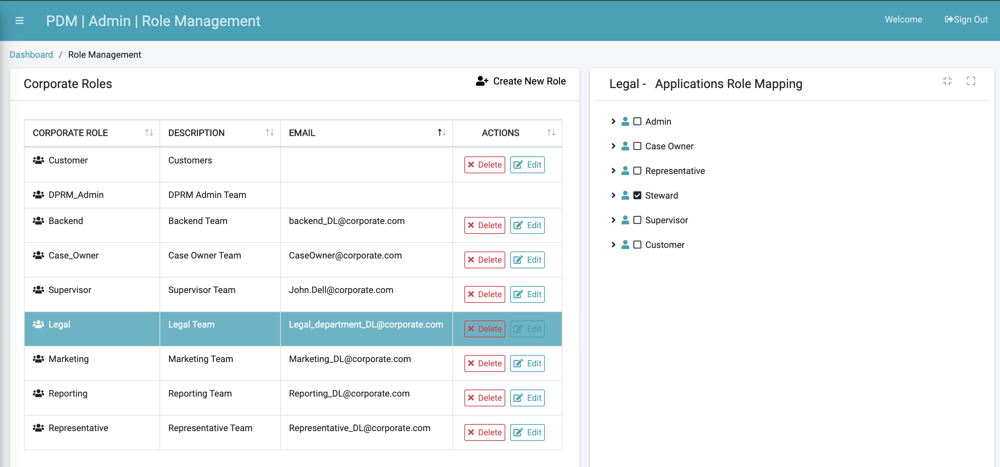 PDM | Admin | Role Management
Welcome
Sign Out
Dashboard / Role Management
Corporate Roles
Create New Role
CORPORATE ROLE DESCRIPTION EMAIL ACTIONS
Customer Customers Delete Edit
DPRM_Admin DPRM Admin Team
Backend Backend Team backend_DL@corporate.com Delete Edit
Case_Owner Case Owner Team CaseOwner@corporate.com Delete Edit
Supervisor Supervisor Team John.Dell@corporate.com Delete Edit
Legal Legal Team Legal_department_DL@corporate.com Delete Edit
Marketing Marketing Team Marketing_DL@corporate.com Delete Edit
Reporting Reporting Team Reporting_DL@corporate.com Delete Edit
Representative Representative Team Representative_DL@corporate.com Delete Edit
Legal - Applications Role Mapping
Admin
Case Owner
Representative
Steward
Supervisor
Customer